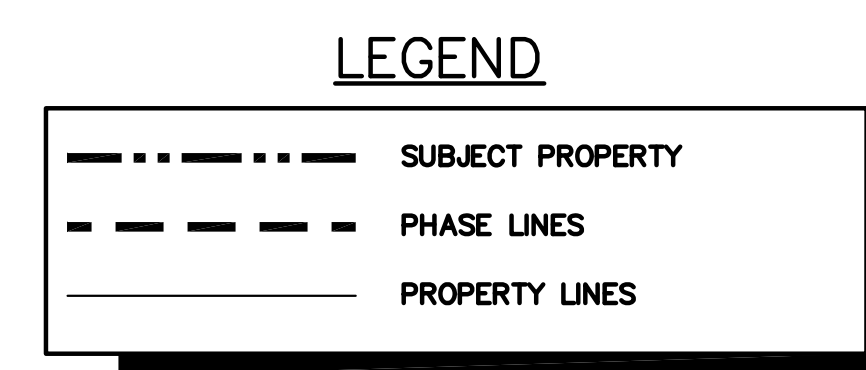 LEGEND
SUBJECT PROPERTY
PHASE LINES
PROPERTY LINES